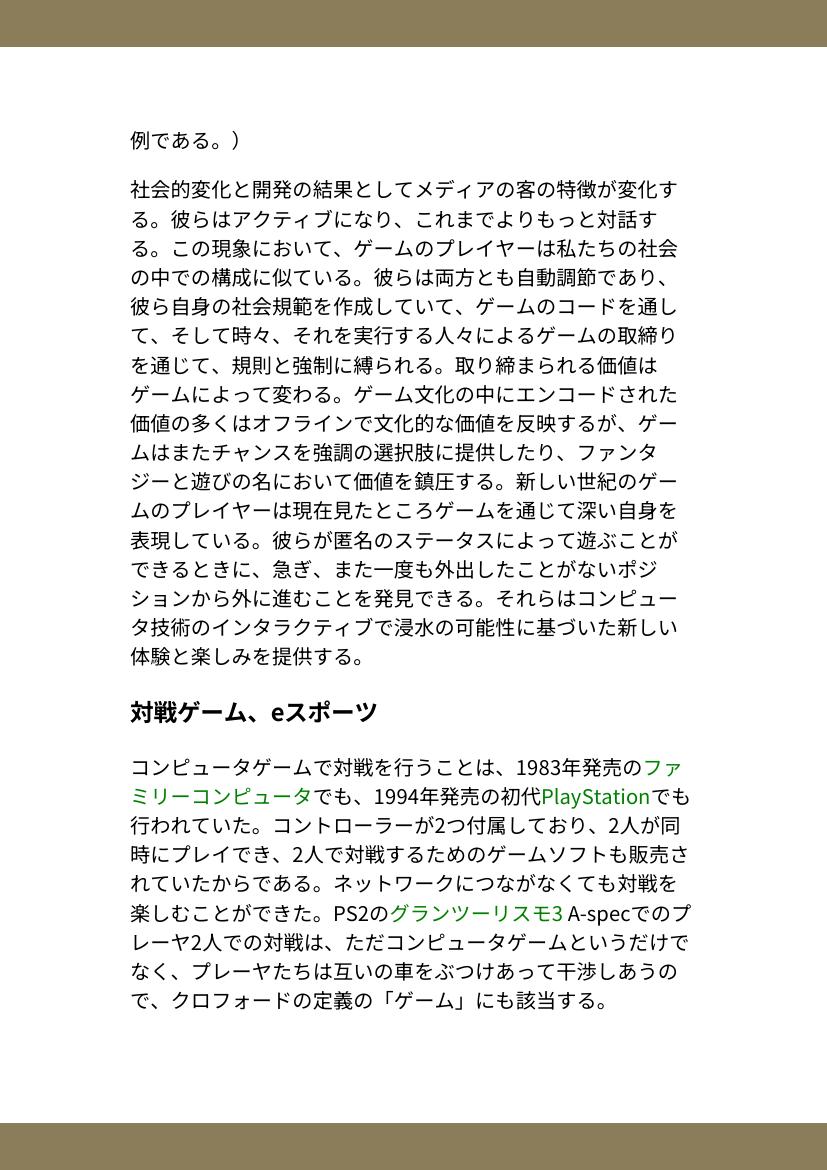 例である。）
社会的変化と開発の結果としてメディアの客の特徴が変化す
る。彼らはアクティブになり、これまでよりもっと対話す
る。この現象において、ゲームのプレイヤーは私たちの社会
の中での構成に似ている。彼らは両方とも自動調節であり、
彼ら自身の社会規範を作成していて、ゲームのコードを通し
て、そして時々、それを実行する人々によるゲームの取締り
を通じて、規則と強制に縛られる。取り締まられる価値は
ゲームによって変わる。ゲーム文化の中にエンコードされた
価値の多くはオフラインで文化的な価値を反映するが、ゲー
ムはまたチャンスを強調の選択肢に提供したり、ファンタ
ジーと遊びの名において価値を鎮圧する。新しい世紀のゲー
ムのプレイヤーは現在見たところゲームを通じて深い自身を
表現している。彼らが匿名のステータスによって遊ぶことが
できるときに、急ぎ、また一度も外出したことがないポジ
ションから外に進むことを発見できる。それらはコンピュー
タ技術のインタラクティブで浸水の可能性に基づいた新しい
体験と楽しみを提供する。
対戦ゲーム、eスポーツ
コンピュータゲームで対戦を行うことは、1983年発売のファ
ミリーコンピュータでも、1994年発売の初代PlayStationでも
行われていた。コントローラーが2つ付属しており、2人が同
時にプレイでき、2人で対戦するためのゲームソフトも販売さ
れていたからである。ネットワークにつながなくても対戦を
楽しむことができた。PS2のグランツーリスモ3 A-specでのプ
レーヤ2人での対戦は、ただコンピュータゲームというだけで
なく、プレーヤたちは互いの車をぶつけあって干渉しあうの
で、クロフォードの定義の「ゲーム」にも該当する。